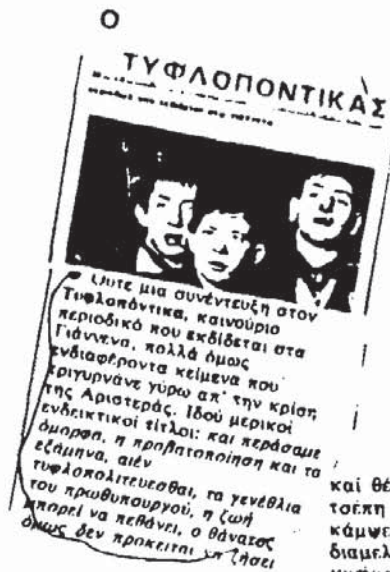 Ο
ΤΥΦΛΟΠΟΝΤΙΚΑΣ
Ούτε μια συνέντευξη στον
Τυφλοπόντικα, καινούριο
περιοδικό που εκδίδεται στα
Γιάννενα, πολλά όμως
ενδιαφέροντα κείμενα που
τριγυρνάνε γύρω απ' την κρίση
της Αριστεράς. Ιδού μερικοί
ενδεικτικοί τίτλοι: και περάσαμε
όμορφα, η προβατοποίηση και τα
εξάμηνα, αιέν
τυφλοπολιτεύεσθαι, τα γενέθλια
του πρωθυπουργού, η ζωή
μπορεί να πεθάνει, ο θάνατος
όμως δεν πρόκειται να ζήσει
καί θέ
τσέπη
κάμψε
διαμελ